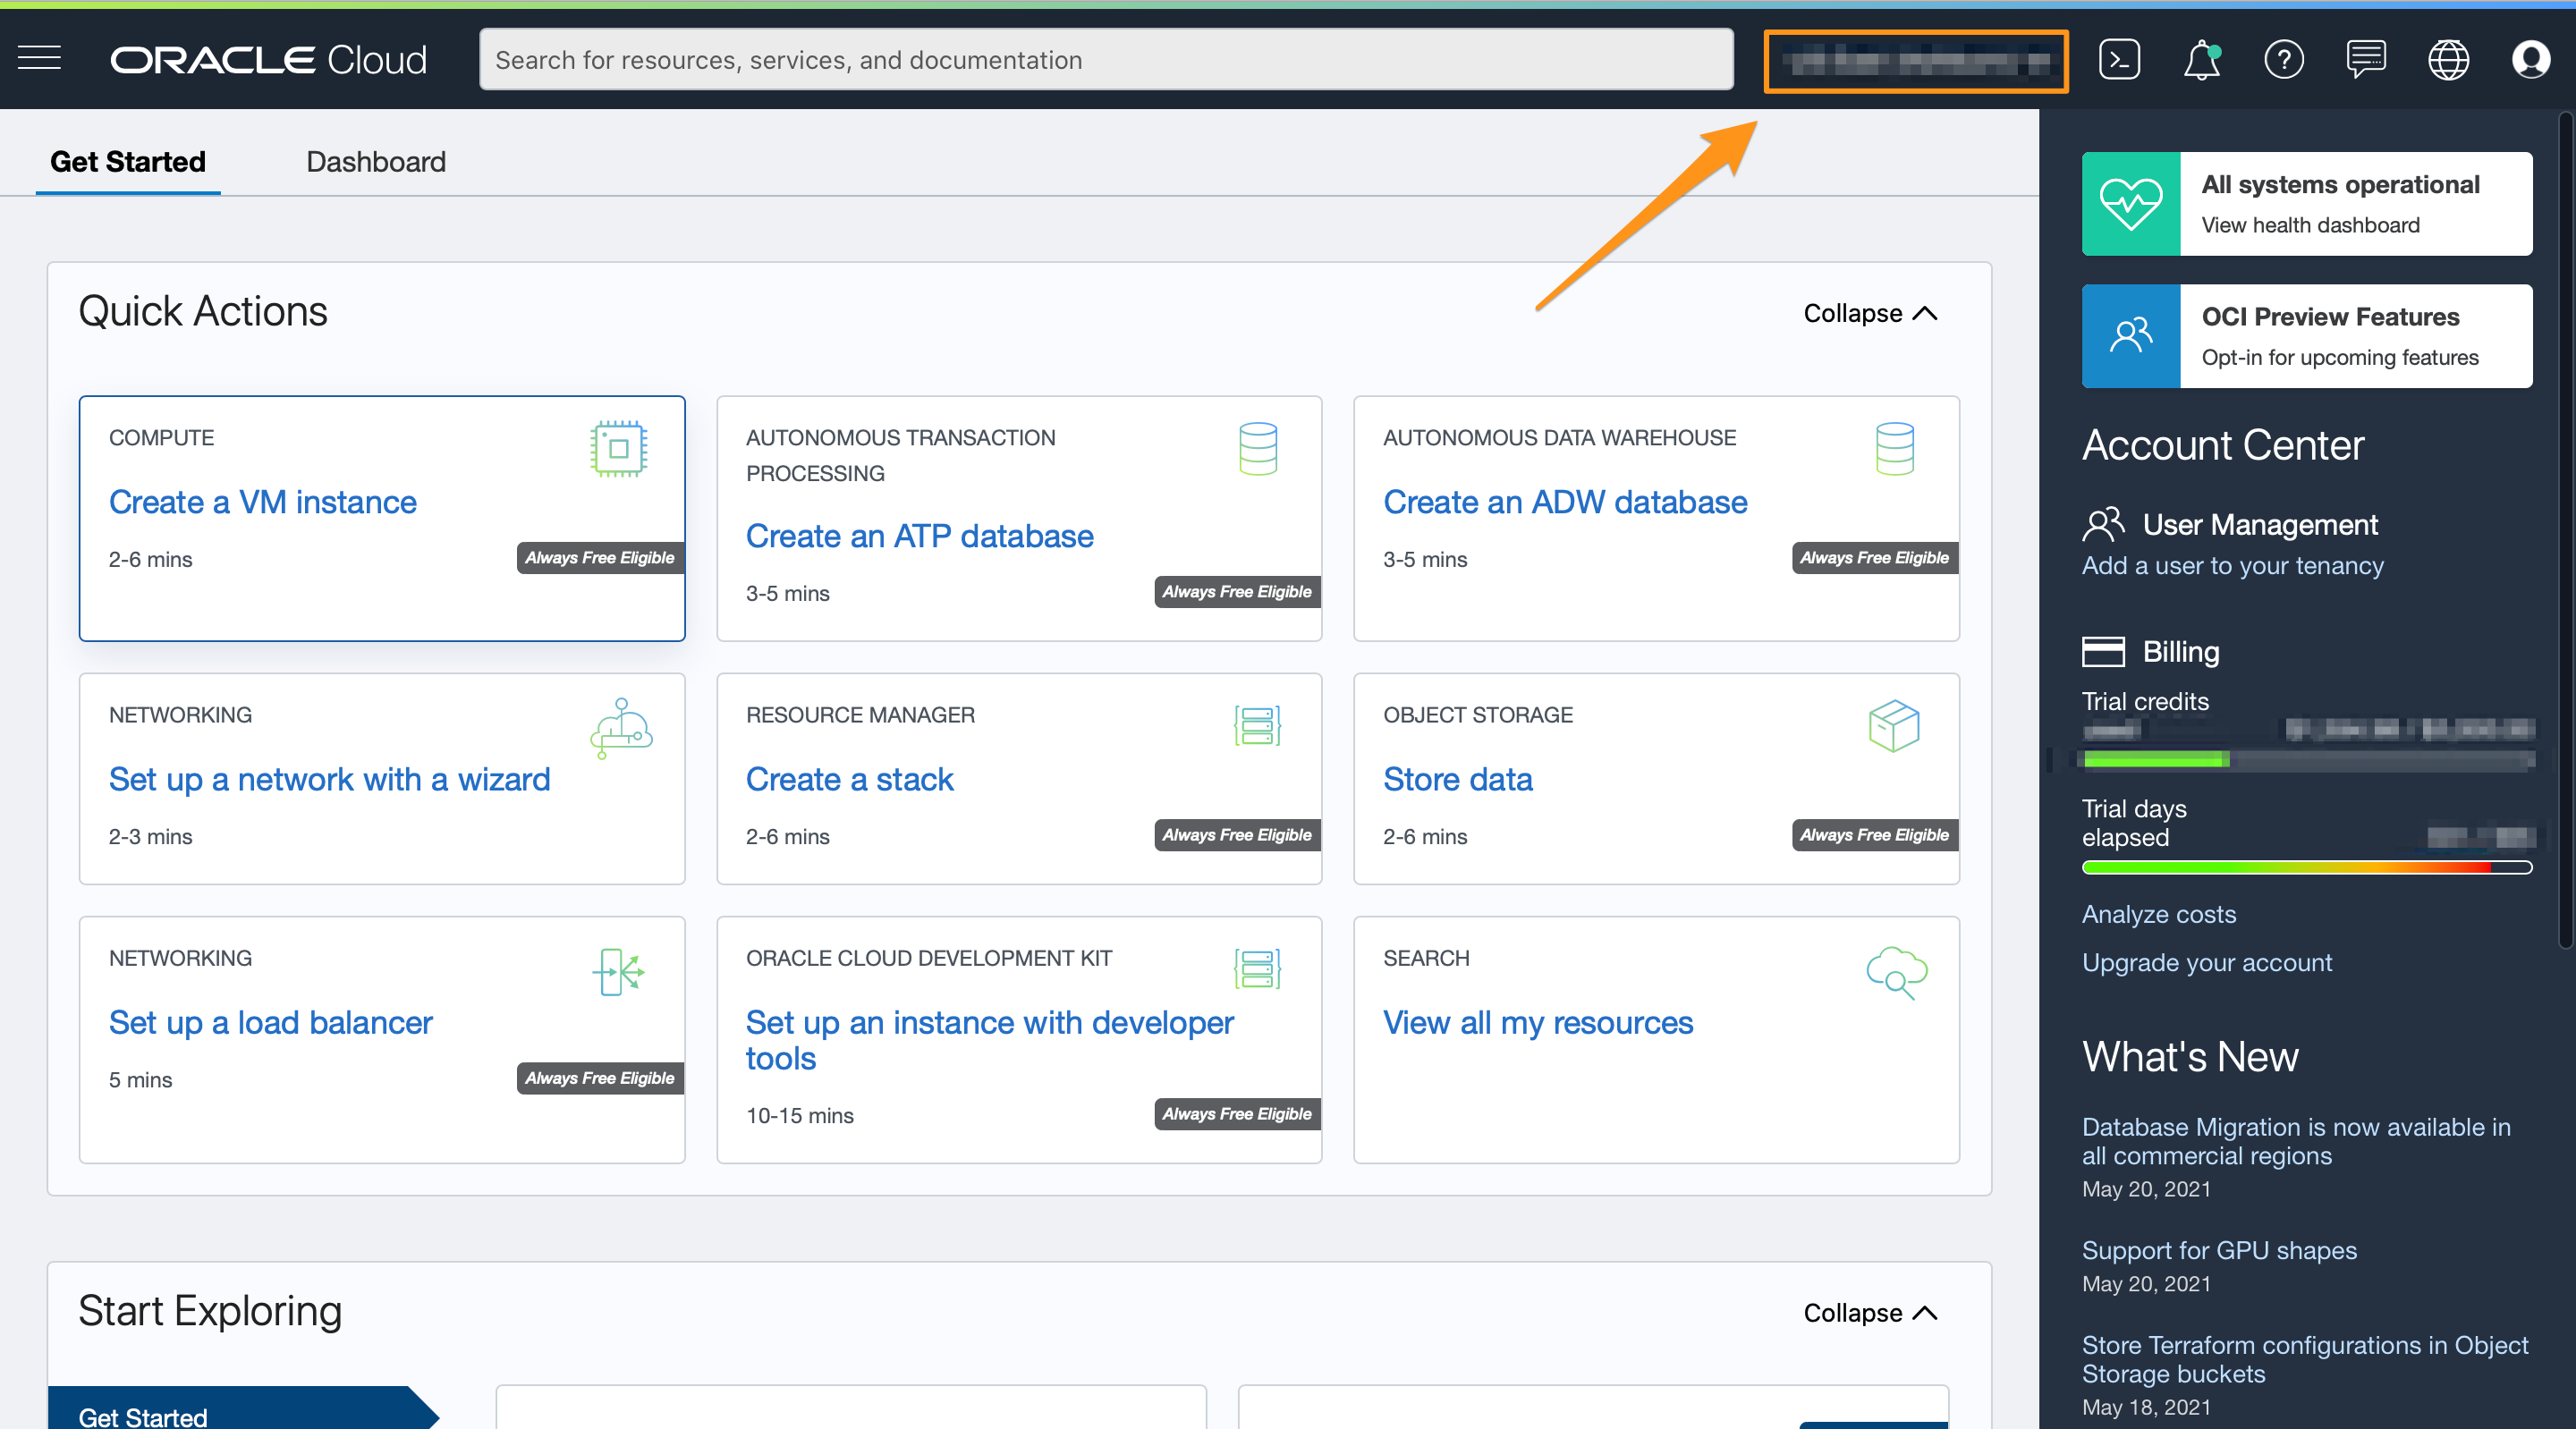 ORACLE Cloud
Search for resources, services, and documentation
Get Started
Dashboard
Quick Actions
Collapse
COMPUTE
Create a VM instance
2-6 mins
Always Free Eligible
AUTONOMOUS TRANSACTION
PROCESSING
Create an ATP database
3-5 mins
Always Free Eligible
AUTONOMOUS DATA WAREHOUSE
Create an ADW database
3-5 mins
Always Free Eligible
NETWORKING
Set up a network with a wizard
2-3 mins
RESOURCE MANAGER
Create a stack
2-6 mins
Always Free Eligible
OBJECT STORAGE
Store data
2-6 mins
Always Free Eligible
NETWORKING
Set up a load balancer
5 mins
Always Free Eligible
ORACLE CLOUD DEVELOPMENT KIT
Set up an instance with developer
tools
10-15 mins
Always Free Eligible
SEARCH
View all my resources
Start Exploring
Collapse
Get Started
All systems operational
View health dashboard
OCI Preview Features
Opt-in for upcoming features
Account Center
User Management
Add a user to your tenancy
Billing
Trial credits
Trial days
elapsed
Analyze costs
Upgrade your account
What's New
Database Migration is now available in
all commercial regions
May 20, 2021
Support for GPU shapes
May 20, 2021
Store Terraform configurations in Object
Storage buckets
May 18, 2021